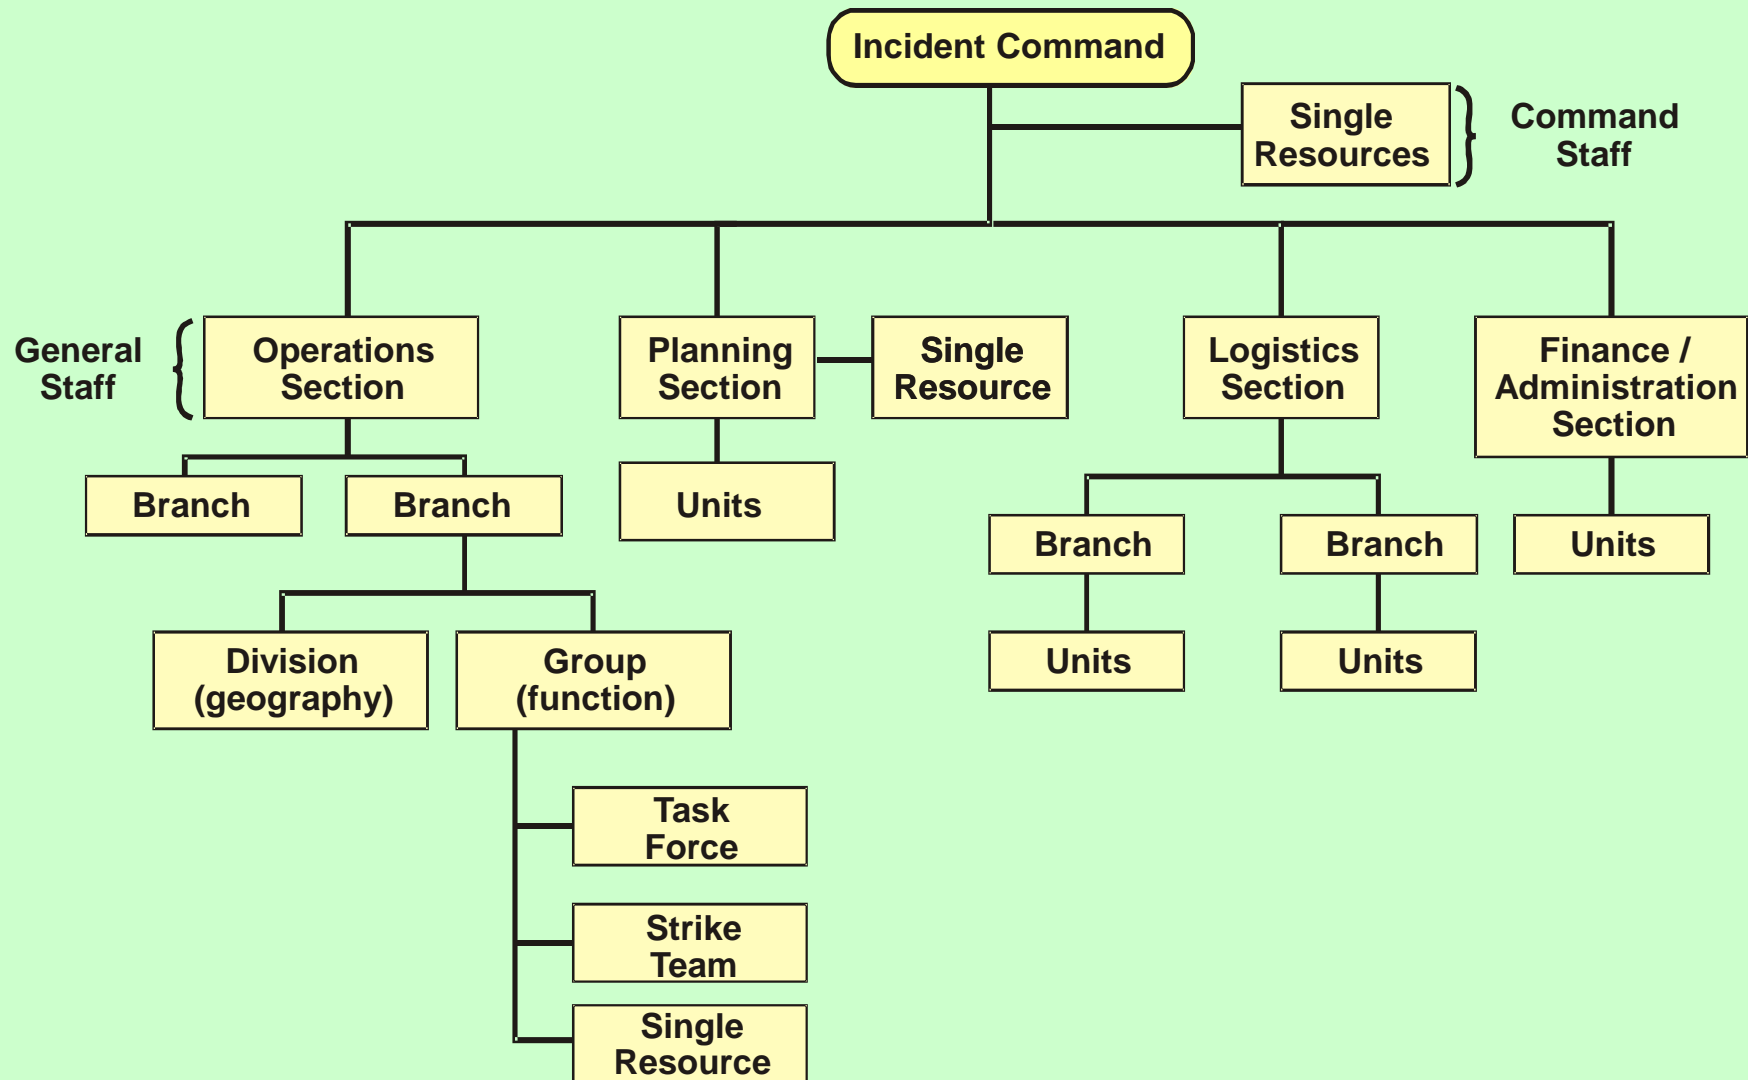 Incident Command
Single
Resources
Command
Staff
General
Staff
Operations
Section
Planning
Section
Single
Resource
Logistics
Section
Finance /
Administration
Section
Branch
Branch
Units
Branch
Branch
Units
Division
(geography)
Group
(function)
Units
Units
Task
Force
Strike
Team
Single
Resource